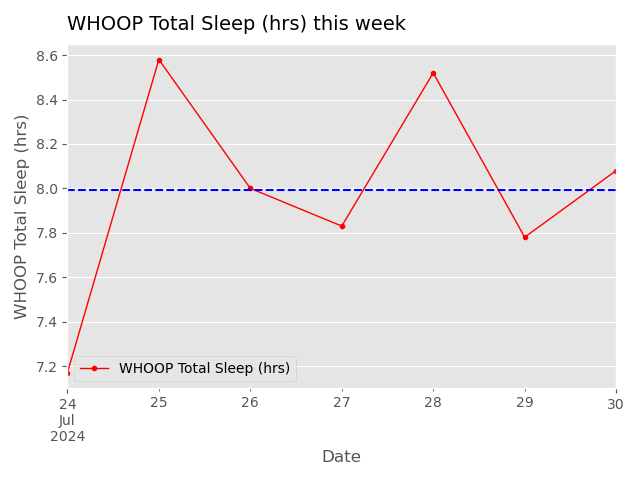 WHOOP Total Sleep (hrs) this week
WHOOP Total Sleep (hrs)
8.6
8.4
8.2
8.0
7.8
7.6
7.4
7.2
WHOOP Total Sleep (hrs)
24 25 26 27 28 29 30
Jul
2024
Date